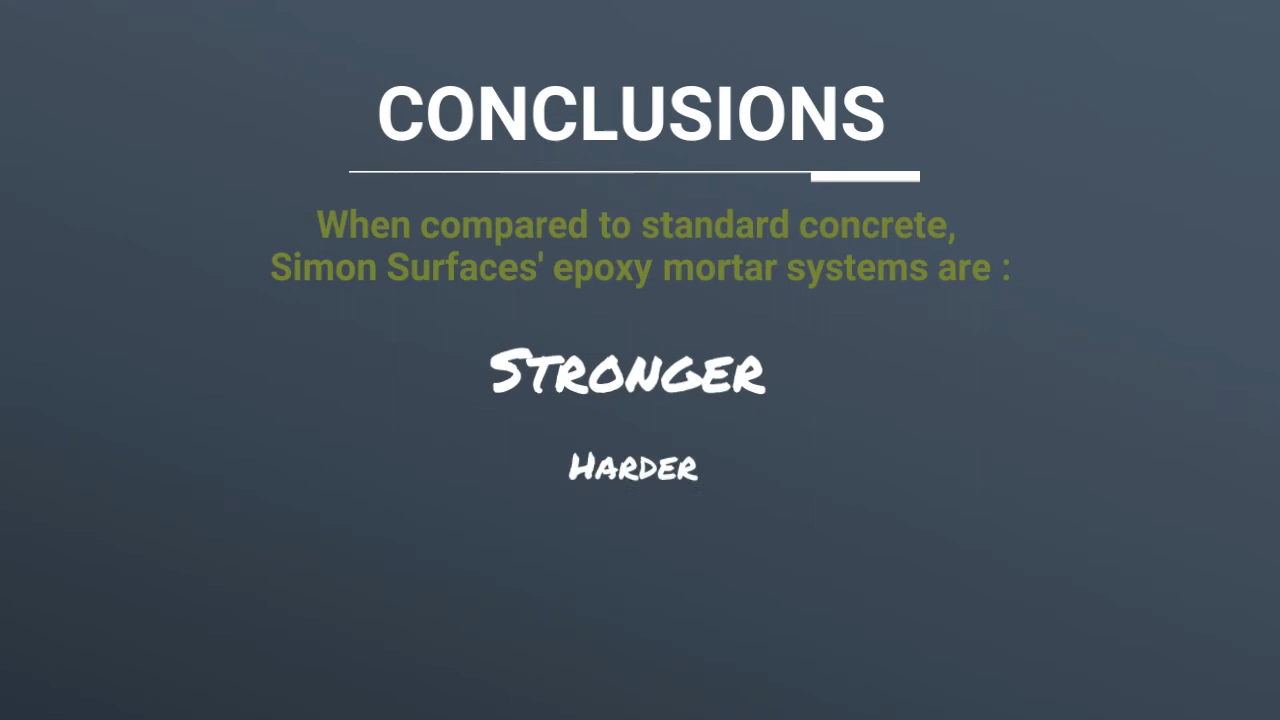 CONCLUSIONS
When compared to standard concrete,
Simon Surfaces' epoxy mortar systems are :
Stronger
Harder